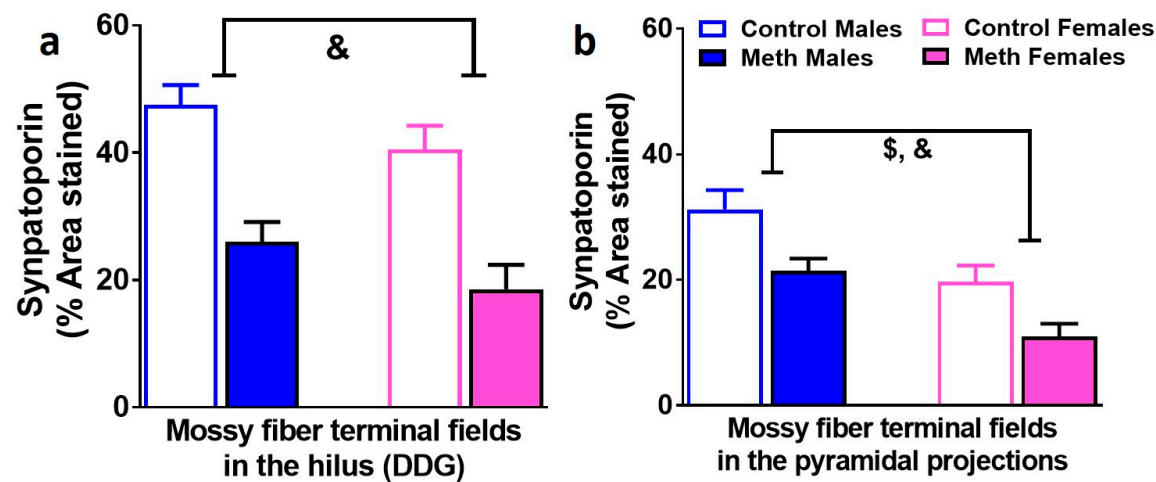 a
Synpatoporin
(% Area stained)
60
40
20
0
&
Mossy fiber terminal fields
in the hilus (DDG)
b
Synpatoporin
(% Area stained)
60
40
20
0
Control Males
Control Females
Meth Males
Meth Females
$, &
Mossy fiber terminal fields
in the pyramidal projections